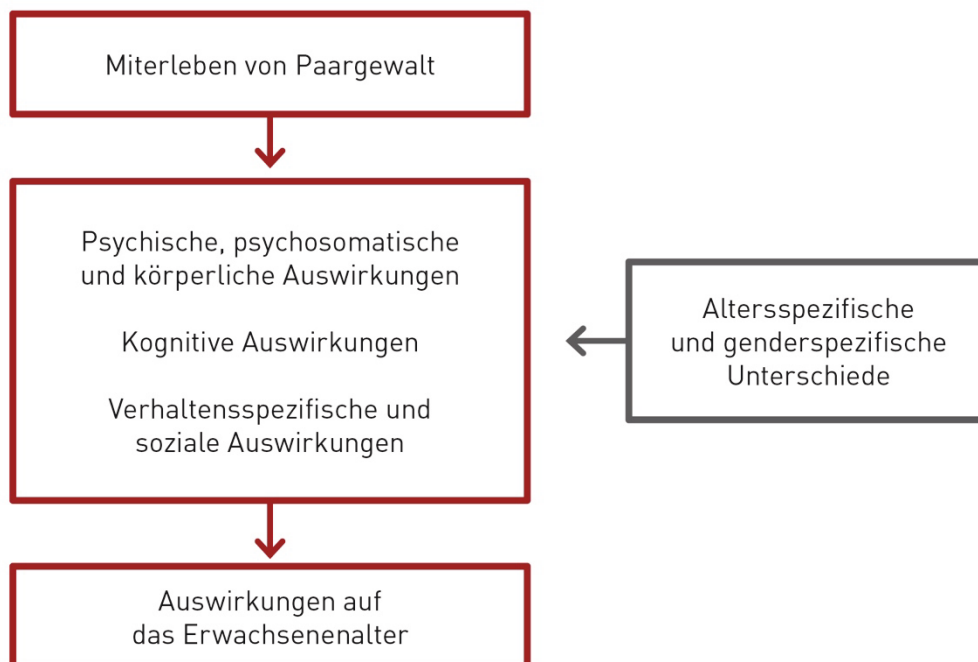 Miterleben von Paargewalt
Psychische, psychosomatische
und körperliche Auswirkungen
Kognitive Auswirkungen
Verhaltensspezifische und
soziale Auswirkungen
Altersspezifische
und genderspezifische
Unterschiede
Auswirkungen auf
das Erwachsenenalter